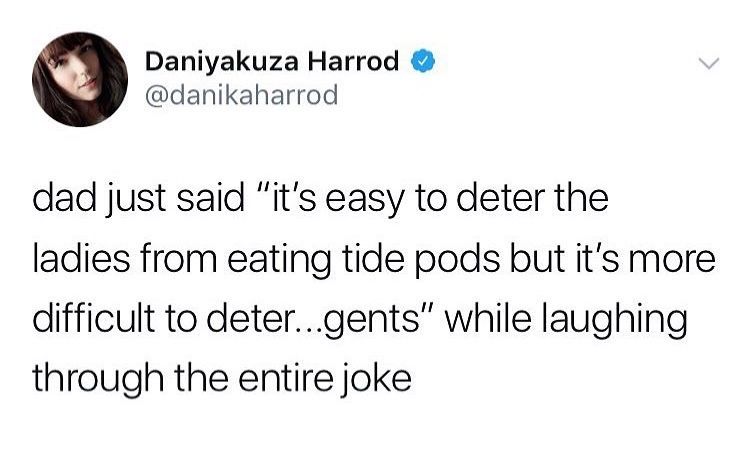 Daniyakuza Harrod
@danikaharrod
dad just said "it's easy to deter the
ladies from eating tide pods but it's more
difficult to deter...gents" while laughing
through the entire joke